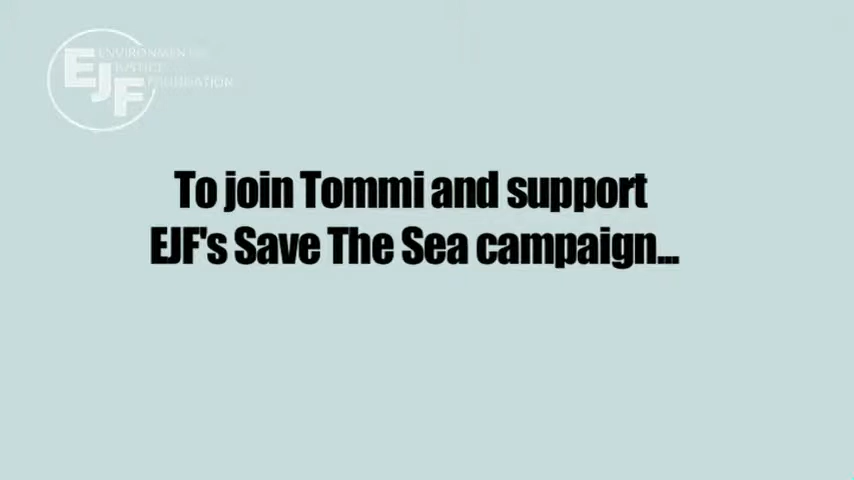 ENVIRONMENTAL
JUSTICE
FOUNDATION
EJF
To join Tommi and support
EJF's Save The Sea campaign...